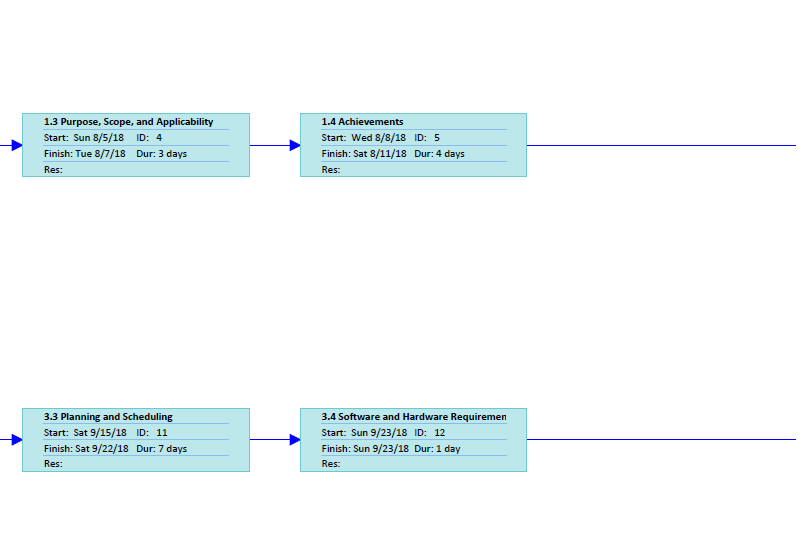 1.3 Purpose, Scope, and Applicability
Start: Sun 8/5/18 ID: 4
Finish: Tue 8/7/18 Dur: 3 days
Res:
1.4 Achievements
Start: Wed 8/8/18 ID: 5
Finish: Sat 8/11/18 Dur: 4 days
Res:
3.3 Planning and Scheduling
Start: Sat 9/15/18 ID: 11
Finish: Sat 9/22/18 Dur: 7 days
Res:
3.4 Software and Hardware Requiremen
Start: Sun 9/23/18 ID: 12
Finish: Sun 9/23/18 Dur: 1 day
Res: